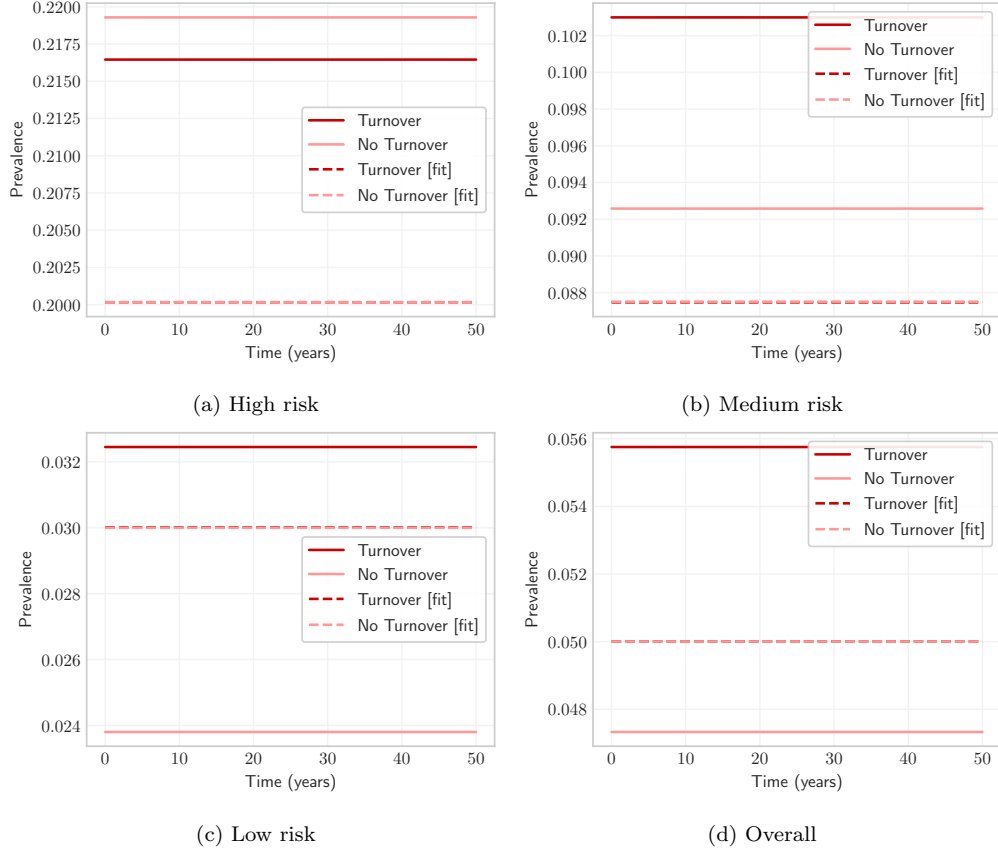 0.2200
0.2175
0.2150
0.2125
0.2100
0.2075
0.2050
0.2025
0.2000
Prevalence
Turnover
No Turnover
Turnover [fit]
No Turnover [fit]
0 10 20 30 40 50
Time (years)
(a) High risk
0.102
0.100
0.098
0.096
0.094
0.092
0.090
0.088
Prevalence
Turnover
No Turnover
Turnover [fit]
No Turnover [fit]
0 10 20 30 40 50
Time (years)
(b) Medium risk
0.032
0.030
0.028
0.026
0.024
Prevalence
Turnover
No Turnover
Turnover [fit]
No Turnover [fit]
0 10 20 30 40 50
Time (years)
(c) Low risk
0.056
0.054
0.052
0.050
0.048
Prevalence
Turnover
No Turnover
Turnover [fit]
No Turnover [fit]
0 10 20 30 40 50
Time (years)
(d) Overall